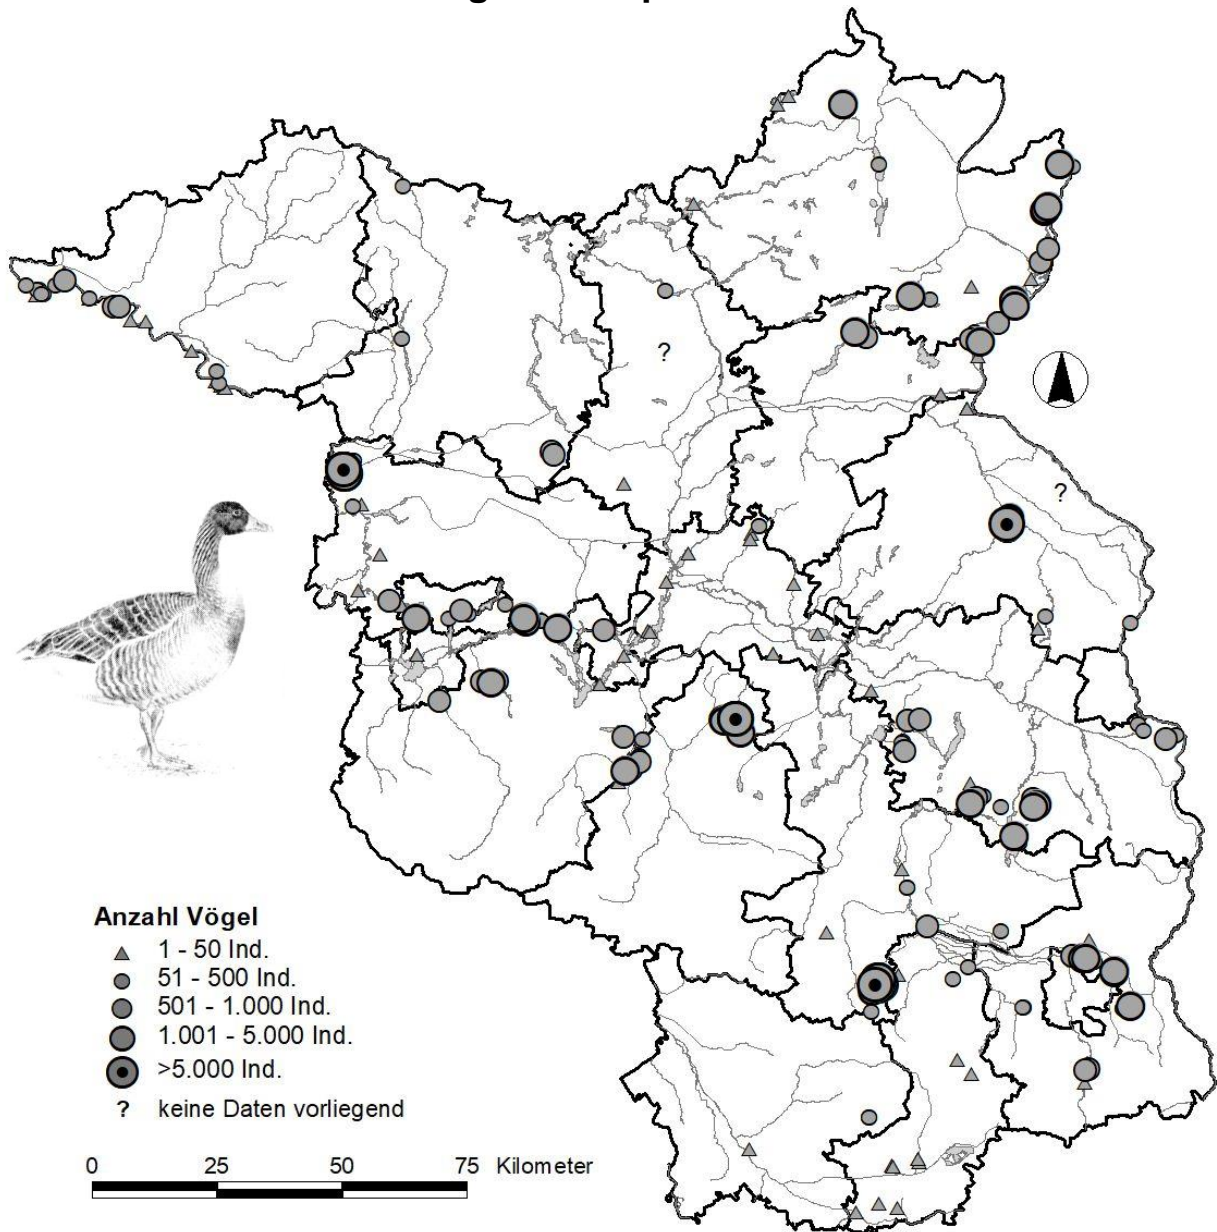 ?
?
Anzahl Vögel
1 - 50 Ind.
51 - 500 Ind.
501 - 1.000 Ind.
1.001 - 5.000 Ind.
>5.000 Ind.
? keine Daten vorliegend
0 25 50 75 Kilometer